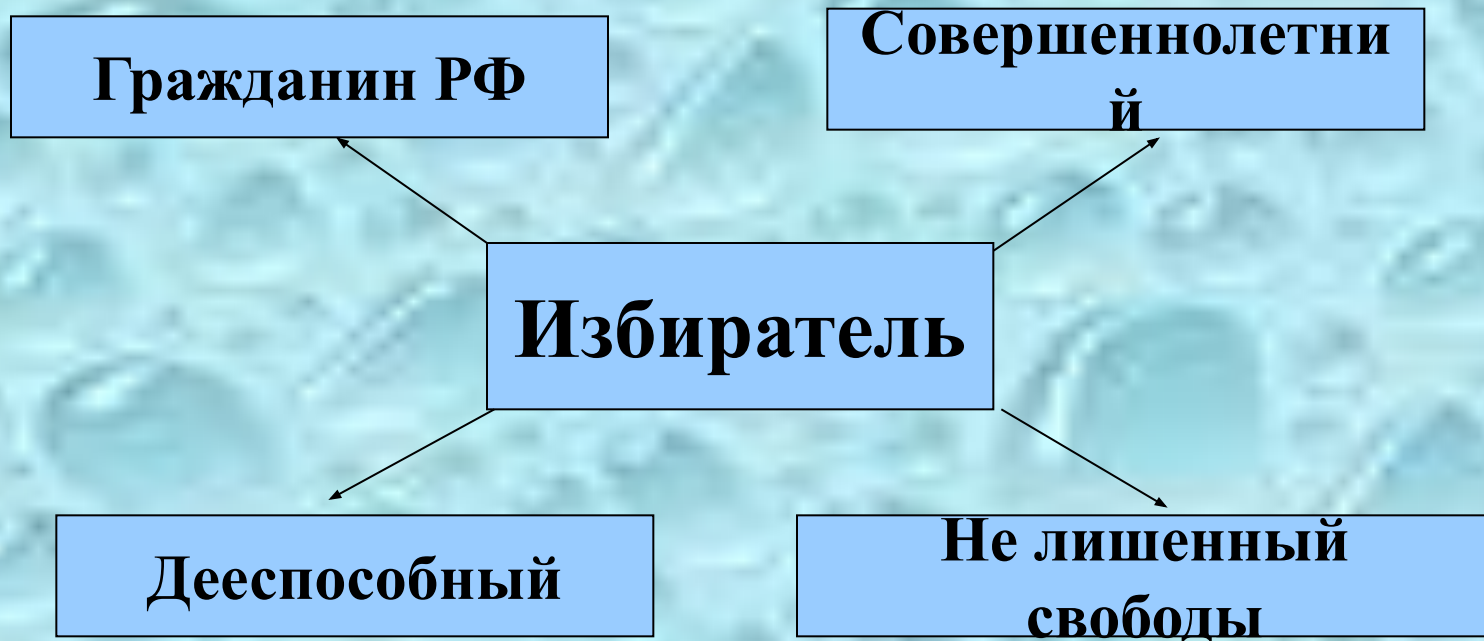 Гражданин РФ
Совершеннолетни
й
Избиратель
Дееспособный
Не лишенный
свободы